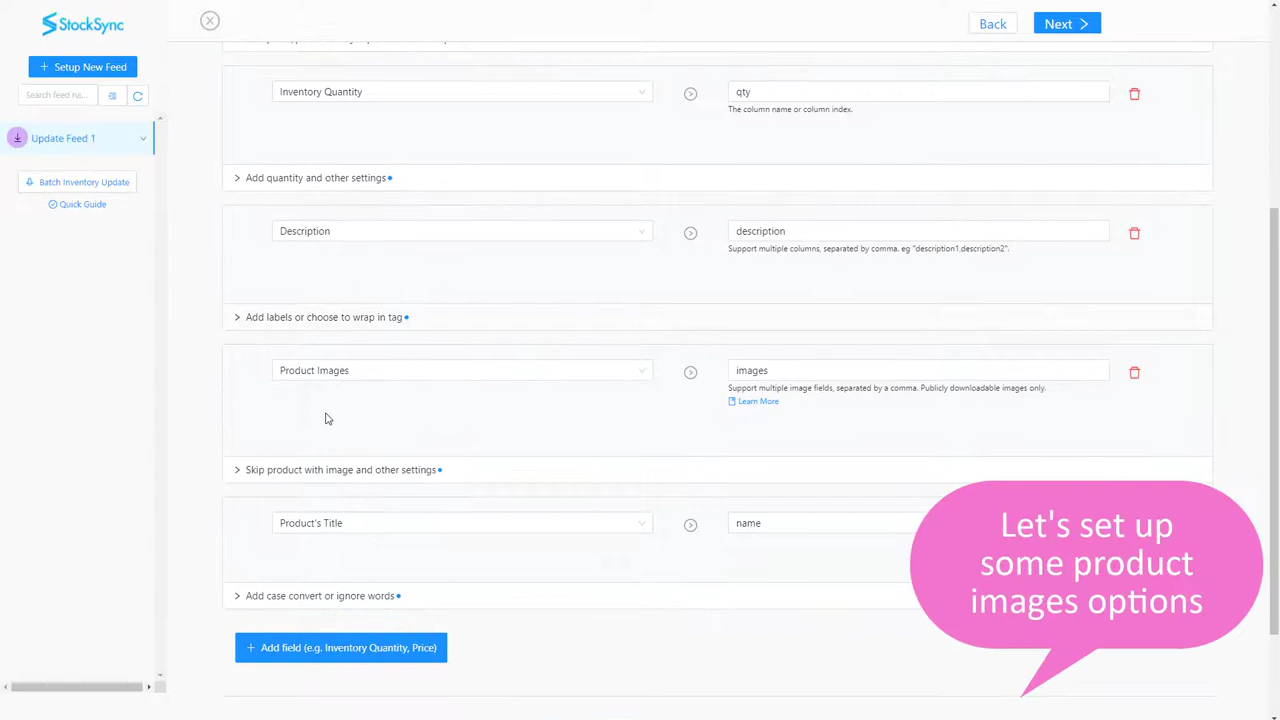 StockSync
Back
Next
+ Setup New Feed
Search feed na...
Update Feed 1
Batch Inventory Update
Quick Guide
Inventory Quantity
qty
The column name or column index.
Add quantity and other settings
Description
description
Support multiple columns, separated by comma. eg "description1,description2".
Add labels or choose to wrap in tag
Product Images
images
Support multiple image fields, separated by a comma. Publicly downloadable images only.
Learn More
Skip product with image and other settings
Product's Title
name
Add case convert or ignore words
+ Add field (e.g. Inventory Quantity, Price)
Let's set up
some product
images options